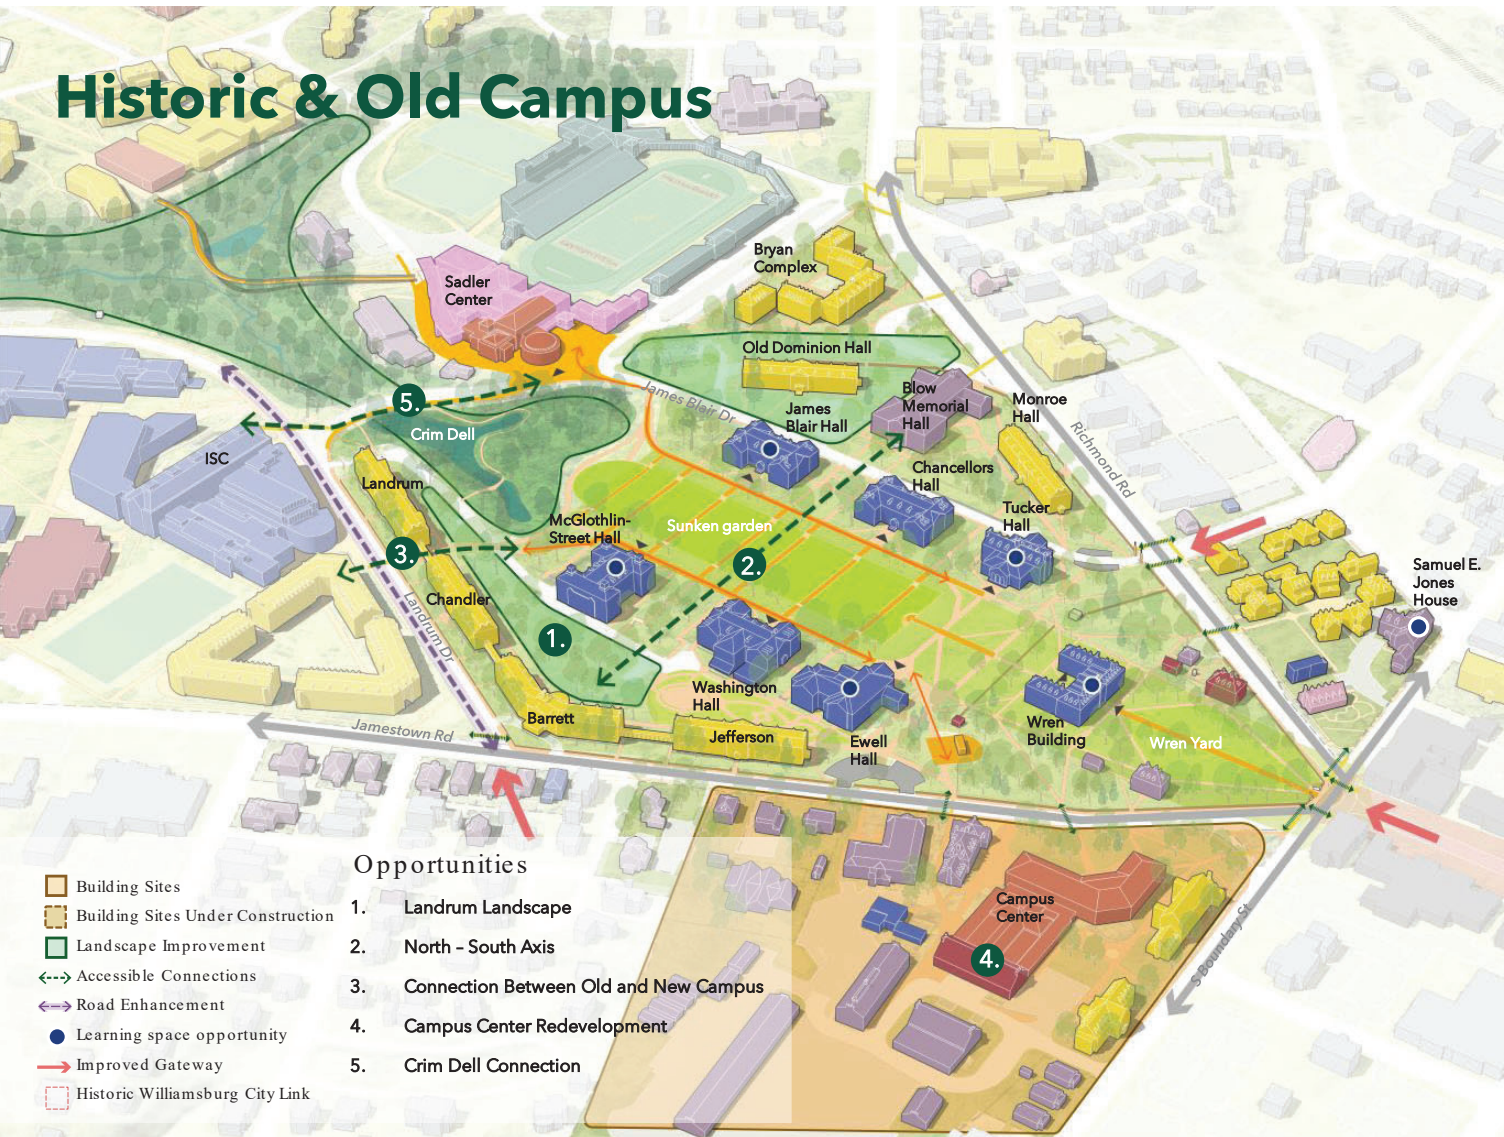 Historic & Old Campus
Bryan
Complex
Sadler
Center
Old Dominion Hall
James Blair Dr
Blow
Memorial
Hall
Monroe
Hall
James
Blair Hall
5.
Crim Dell
Richmond Rd
ISC
Landrum
Chancellors
Hall
Tucker
Hall
McGlothlin-
Street Hall
Sunken garden
3.
2.
Samuel E.
Jones
House
Chandler
Landrum Dr
1.
Washington
Hall
Barrett
Jefferson
Jamestown Rd
Ewell
Hall
Wren
Building
Wren Yard
Campus
Center
4.
S Boundary St
Building Sites
Building Sites Under Construction
Landscape Improvement
Accessible Connections
Road Enhancement
Learning space opportunity
Improved Gateway
Historic Williamsburg City Link
Opportunities
1. Landrum Landscape
2. North – South Axis
3. Connection Between Old and New Campus
4. Campus Center Redevelopment
5. Crim Dell Connection